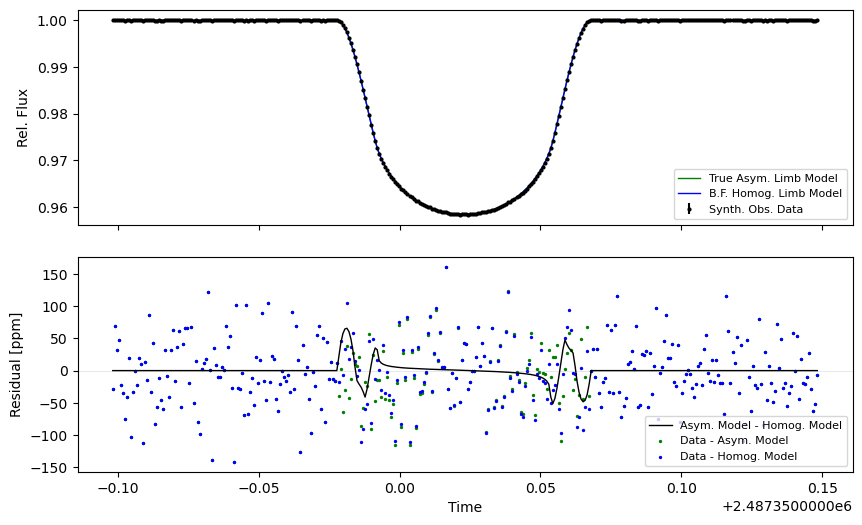 1.00
0.99
0.98
0.97
0.96
Rel. Flux
True Asym. Limb Model
B.F. Homog. Limb Model
Synth. Obs. Data
150
100
50
0
−50
−100
−150
Residual [ppm]
Asym. Model - Homog. Model
Data - Asym. Model
Data - Homog. Model
−0.10 −0.05 0.00 0.05 0.10 0.15
Time
+2.4873500000e6